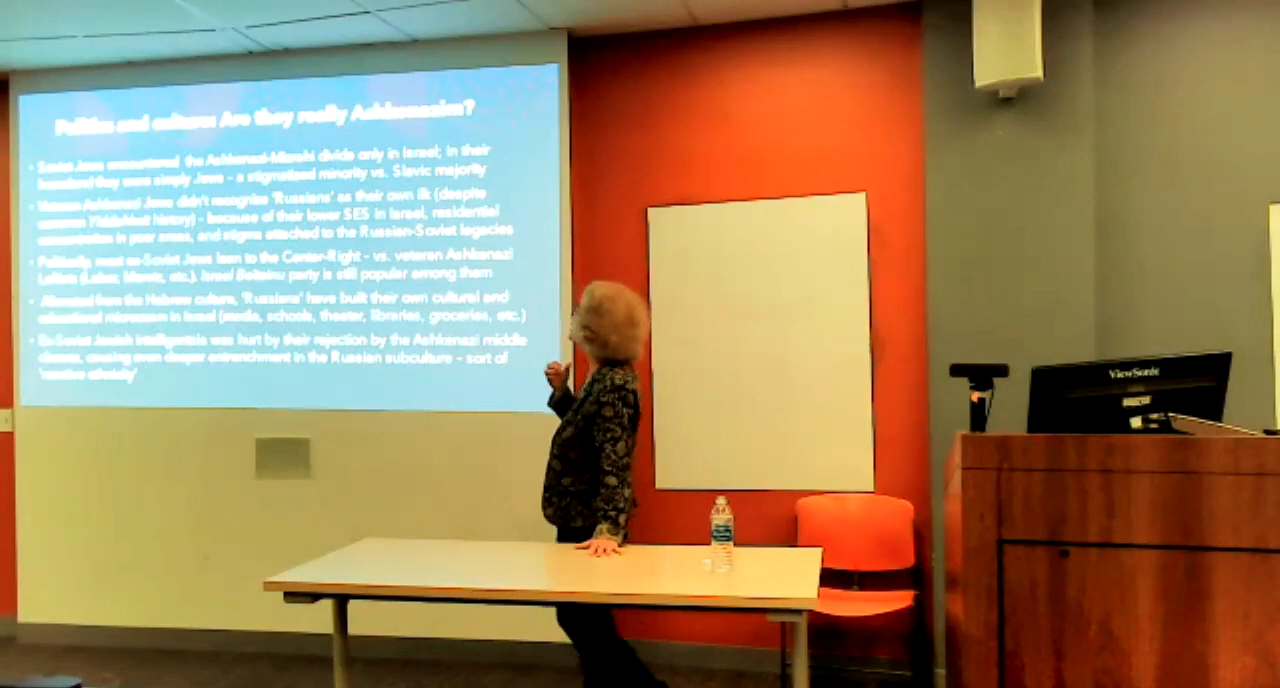 Politics and culture: Are they really Ashkenazim?
• Soviet Jews encountered the Ashkenazi-Mizrahi divide only in Israel; in their
homeland they were simply Jews - a stigmatized minority vs. Slavic majority
• Veteran Ashkenazi Jews didn't recognize 'Russians' as their own ilk (despite
common Yiddishkeit history) - because of their lower SES in Israel, residential
concentration in poor areas, and stigma attached to the Russian-Soviet legacies
• Politically, most ex-Soviet Jews lean to the Center-Right - vs. veteran Ashkenazi
Leftists (Labor, Meretz, etc.). Israel Beiteinu party is still popular among them
• Alienated from the Hebrew culture, 'Russians' have built their own cultural and
educational microcosm in Israel (media, schools, theater, libraries, groceries, etc.)
• Ex-Soviet Jewish intelligentsia was hurt by their rejection by the Ashkenazi middle
classes, causing even deeper entrenchment in the Russian subculture - sort of
'reactive ethnicity'
ViewSonic